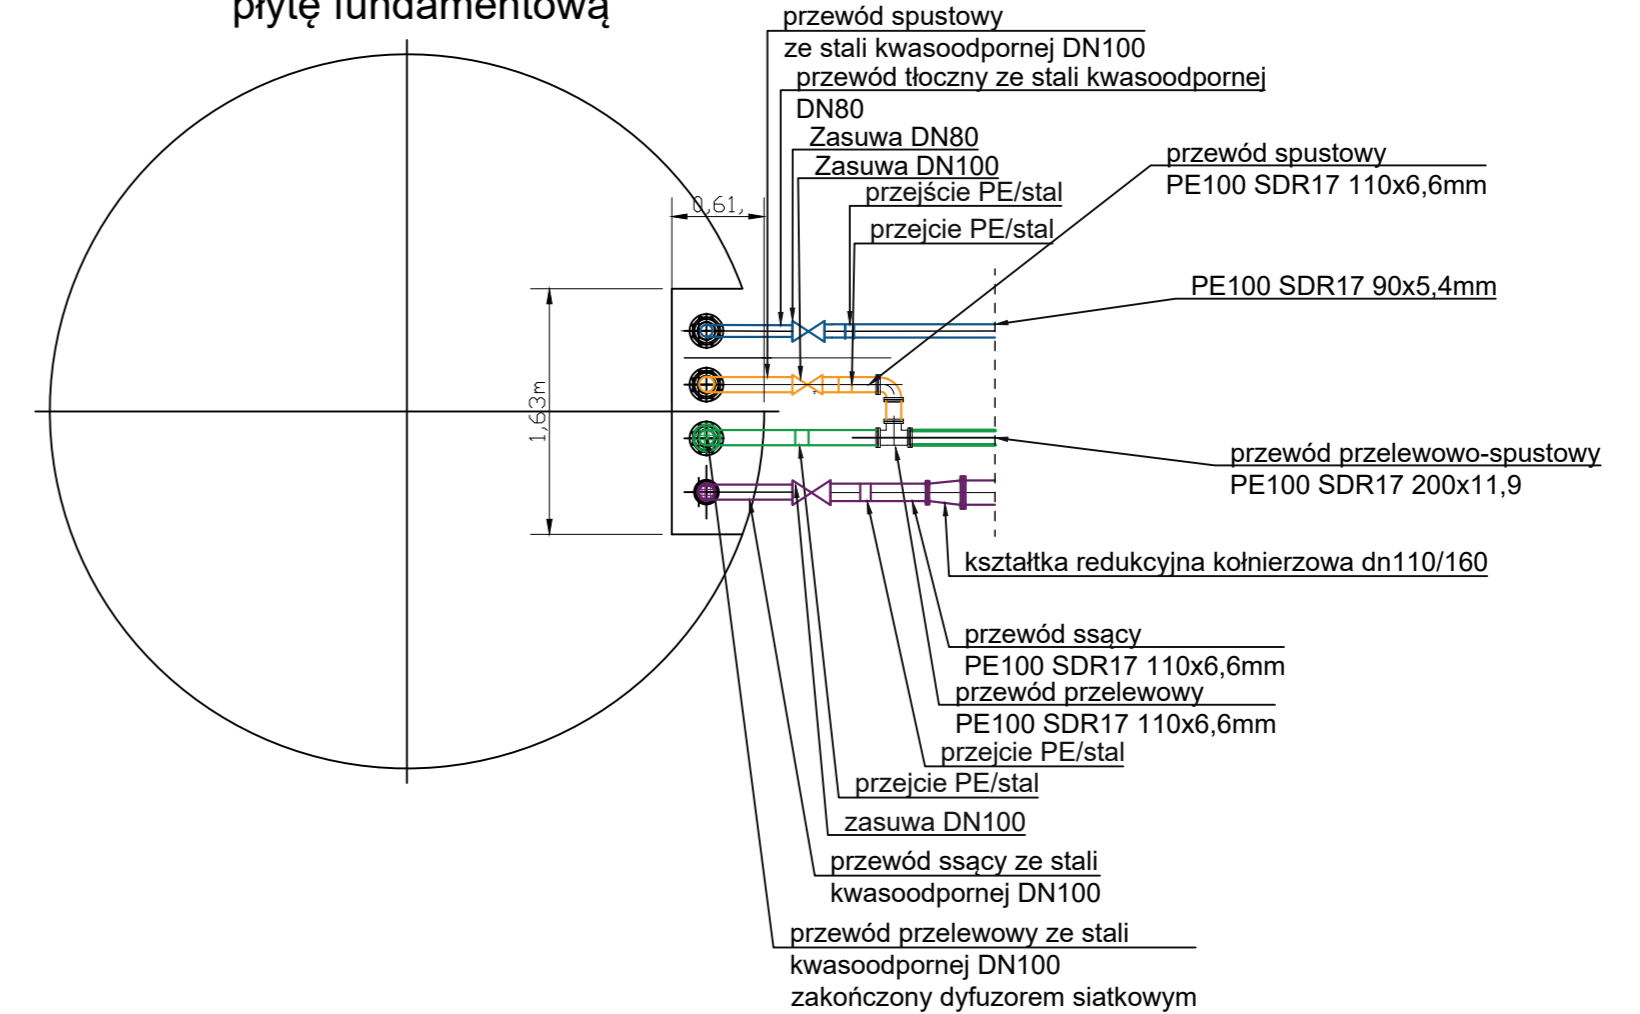 płytę fundamentową
przewód spustowy
ze stali kwasoodpornej DN100
przewód tłoczny ze stali kwasoodpornej
DN80
Zasuwa DN80
Zasuwa DN100
przejście PE/stal
przejcie PE/stal
przewód spustowy
PE100 SDR17 110x6,6mm
0,61
PE100 SDR17 90x5,4mm
1,63m
przewód przelewowo-spustowy
PE100 SDR17 200x11,9
kształtka redukcyjna kołnierzowa dn110/160
przewód ssący
PE100 SDR17 110x6,6mm
przewód przelewowy
PE100 SDR17 110x6,6mm
przejcie PE/stal
przejcie PE/stal
zasuwa DN100
przewód ssący ze stali
kwasoodpornej DN100
przewód przelewowy ze stali
kwasoodpornej DN100
zakończony dyfuzorem siatkowym